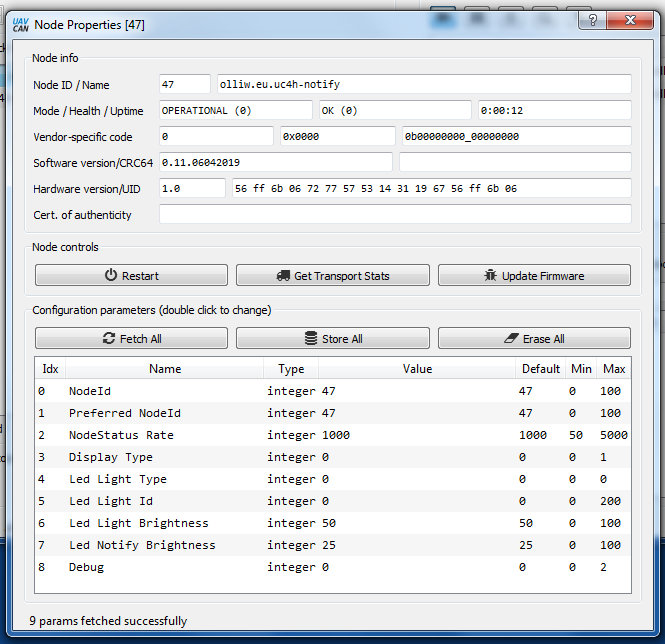 UAV CAN Node Properties [47]
Node info
Node ID / Name 47 olliw.eu.uc4h-notify
Mode / Health / Uptime OPERATIONAL (0) OK (0) 0:00:12
Vendor-specific code 0 0x0000 0b00000000_00000000
Software version/CRC64 0.11.06042019
Hardware version/UID 1.0 56 ff 6b 06 72 77 57 53 14 31 19 67 56 ff 6b 06
Cert. of authenticity
Node controls
Restart Get Transport Stats Update Firmware
Configuration parameters (double click to change)
Fetch All Store All Erase All
Idx Name Type Value Default Min Max
0 NodeId integer 47 47 0 100
1 Preferred NodeId integer 47 47 0 100
2 NodeStatus Rate integer 1000 1000 50 5000
3 Display Type integer 0 0 0 1
4 Led Light Type integer 0 0 0 0
5 Led Light Id integer 0 0 0 200
6 Led Light Brightness integer 50 50 0 100
7 Led Notify Brightness integer 25 25 0 100
8 Debug integer 0 0 0 2
9 params fetched successfully